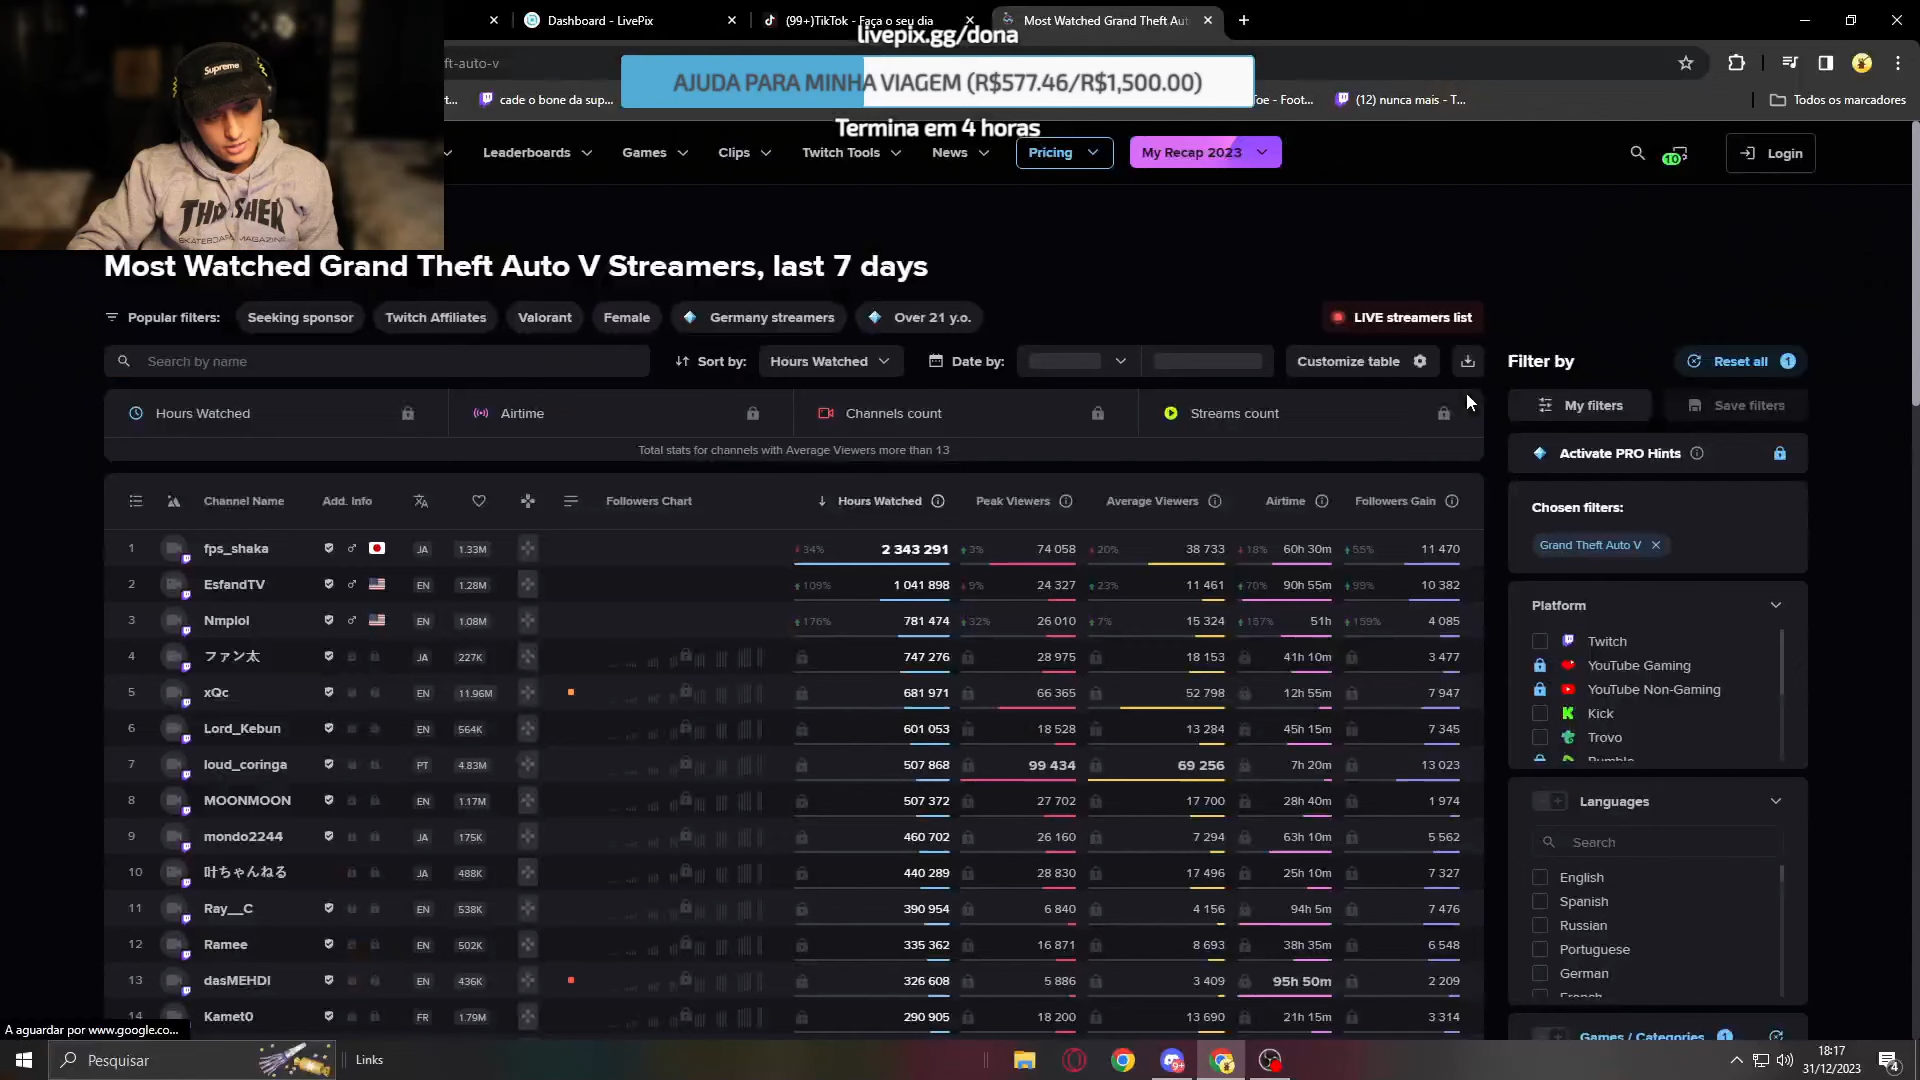 Dashboard - LivePix
(99+)TikTok - Faça o seu dia
Most Watched Grand Theft Aut
livepix.gg/dona
ft-auto-v
AJUDA PARA MINHA VIAGEM (R$577.46/R$1,500.00)
rt...
cade o bone da sup...
Toe - Foot...
(12) nunca mais - T...
Todos os marcadores
Termina em 4 horas
Leaderboards
Games
Clips
Twitch Tools
News
Pricing
My Recap 2023
10
Login
Supreme
THRASHER
SKATEBOARD MAGAZINE
Most Watched Grand Theft Auto V Streamers, last 7 days
Popular filters:
Seeking sponsor
Twitch Affiliates
Valorant
Female
Germany streamers
Over 21 y.o.
LIVE streamers list
Search by name
Sort by:
Hours Watched
Date by:
Customize table
Filter by
Reset all 1
Hours Watched
Airtime
Channels count
Streams count
My filters
Save filters
Total stats for channels with Average Viewers more than 13
Activate PRO Hints
Channel Name Add. Info Followers Chart Hours Watched Peak Viewers Average Viewers Airtime Followers Gain
1 fps_shaka JA 1.33M 34% 2 343 291 3% 74 058 20% 38 733 18% 60h 30m 55% 11 470
2 EsfandTV EN 1.28M 109% 1 041 898 9% 24 327 23% 11 461 70% 90h 55m 99% 10 382
3 Nmplol EN 1.08M 176% 781 474 32% 26 010 7% 15 324 157% 51h 159% 4 085
4 ファン太 JA 227K 747 276 28 975 18 153 41h 10m 3 477
5 xQc EN 11.96M 681 971 66 365 52 798 12h 55m 7 947
6 Lord_Kebun EN 564K 601 053 18 528 13 284 45h 15m 7 345
7 loud_coringa PT 4.83M 507 868 99 434 69 256 7h 20m 13 023
8 MOONMOON EN 1.17M 507 372 27 702 17 700 28h 40m 1 974
9 mondo2244 JA 175K 460 702 26 160 7 294 63h 10m 5 562
10 叶ちゃんねる JA 488K 440 289 28 830 17 496 25h 10m 7 327
11 Ray__C EN 538K 390 954 6 840 4 156 94h 5m 7 476
12 Ramee EN 502K 335 362 16 871 8 693 38h 35m 6 548
13 dasMEHDI EN 436K 326 608 5 886 3 409 95h 50m 2 209
14 Kamet0 FR 1.79M 290 905 18 200 13 690 21h 15m 3 314
Chosen filters:
Grand Theft Auto V
Platform
Twitch
YouTube Gaming
YouTube Non-Gaming
Kick
Trovo
Rumble
Languages
Search
English
Spanish
Russian
Portuguese
German
French
Games / Categories 1
A aguardar por www.google.co...
Pesquisar
Links
9+
18:17
31/12/2023
4